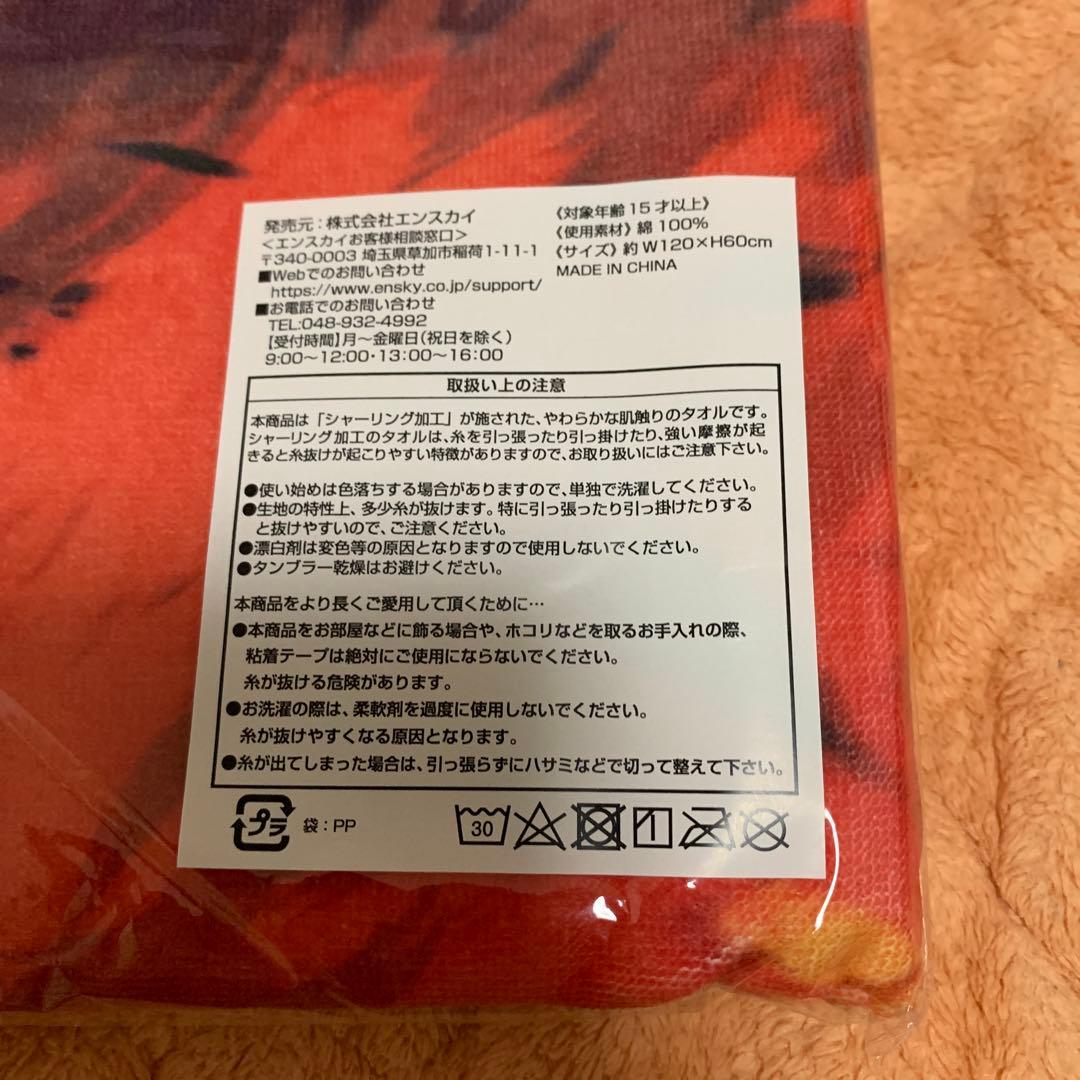 発売元：株式会社エンスカイ
＜エンスカイお客様相談窓口＞
〒340-0003 埼玉県草加市稲荷1-11-1
■Webでのお問い合わせ
https://www.ensky.co.jp/support/
■お電話でのお問い合わせ
TEL:048-932-4992
【受付時間】月～金曜日（祝日を除く）
9:00～12:00・13:00～16:00
《対象年齢15才以上》
《使用素材》綿100%
《サイズ》約W120×H60cm
MADE IN CHINA
取扱い上の注意
本商品は「シャーリング加工」が施された、やわらかな肌触りのタオルです。
シャーリング加工のタオルは、糸を引っ張ったり引っ掛けたり、強い摩擦が起
きると糸抜けが起こりやすい特徴がありますので、お取り扱いにはご注意下さい。
●使い始めは色落ちする場合がありますので、単独で洗濯してください。
●生地の特性上、多少糸が抜けます。特に引っ張ったり引っ掛けたりする
と抜けやすいので、ご注意ください。
●漂白剤は変色等の原因となりますので使用しないでください。
●タンブラー乾燥はお避けください。
本商品をより長くご愛用して頂くために…
●本商品をお部屋などに飾る場合や、ホコリなどを取るお手入れの際、
粘着テープは絶対にご使用にならないでください。
糸が抜ける危険があります。
●お洗濯の際は、柔軟剤を過度に使用しないでください。
糸が抜けやすくなる原因となります。
●糸が出てしまった場合は、引っ張らずにハサミなどで切って整えて下さい。
プラ 袋：PP
30